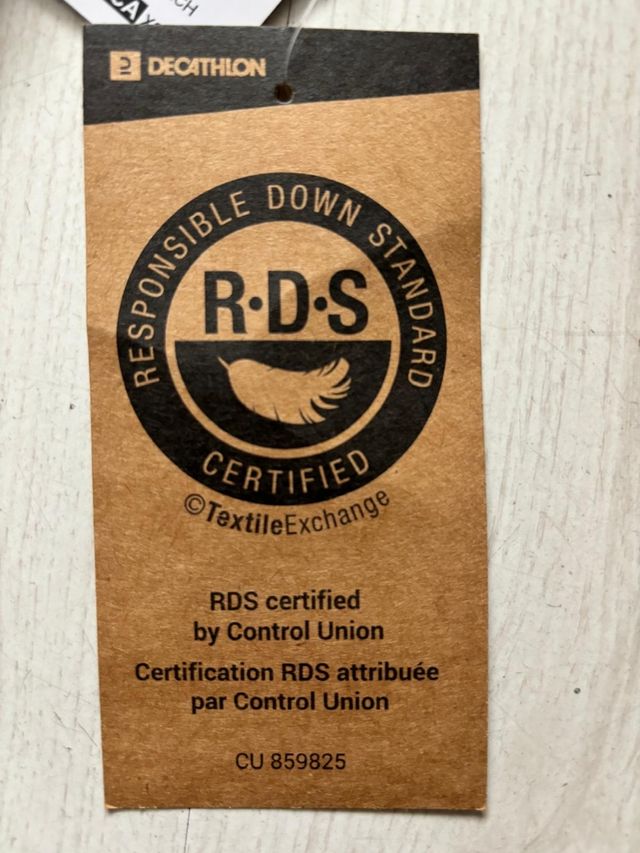 DECATHLON
RESPONSIBLE DOWN STANDARD
R·D·S
CERTIFIED
©TextileExchange
RDS certified
by Control Union
Certification RDS attribuée
par Control Union
CU 859825